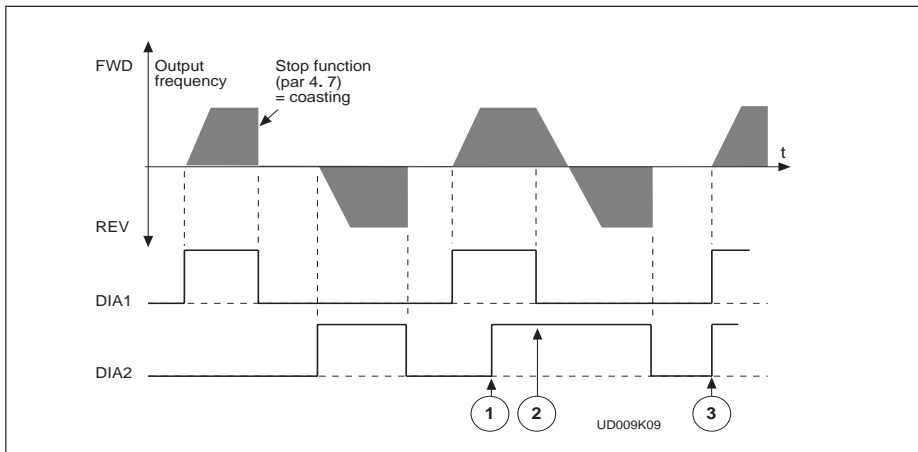 FWD
Output
frequency
Stop function
(par 4. 7)
= coasting
t
REV
DIA1
DIA2
1
2
3
UD009K09